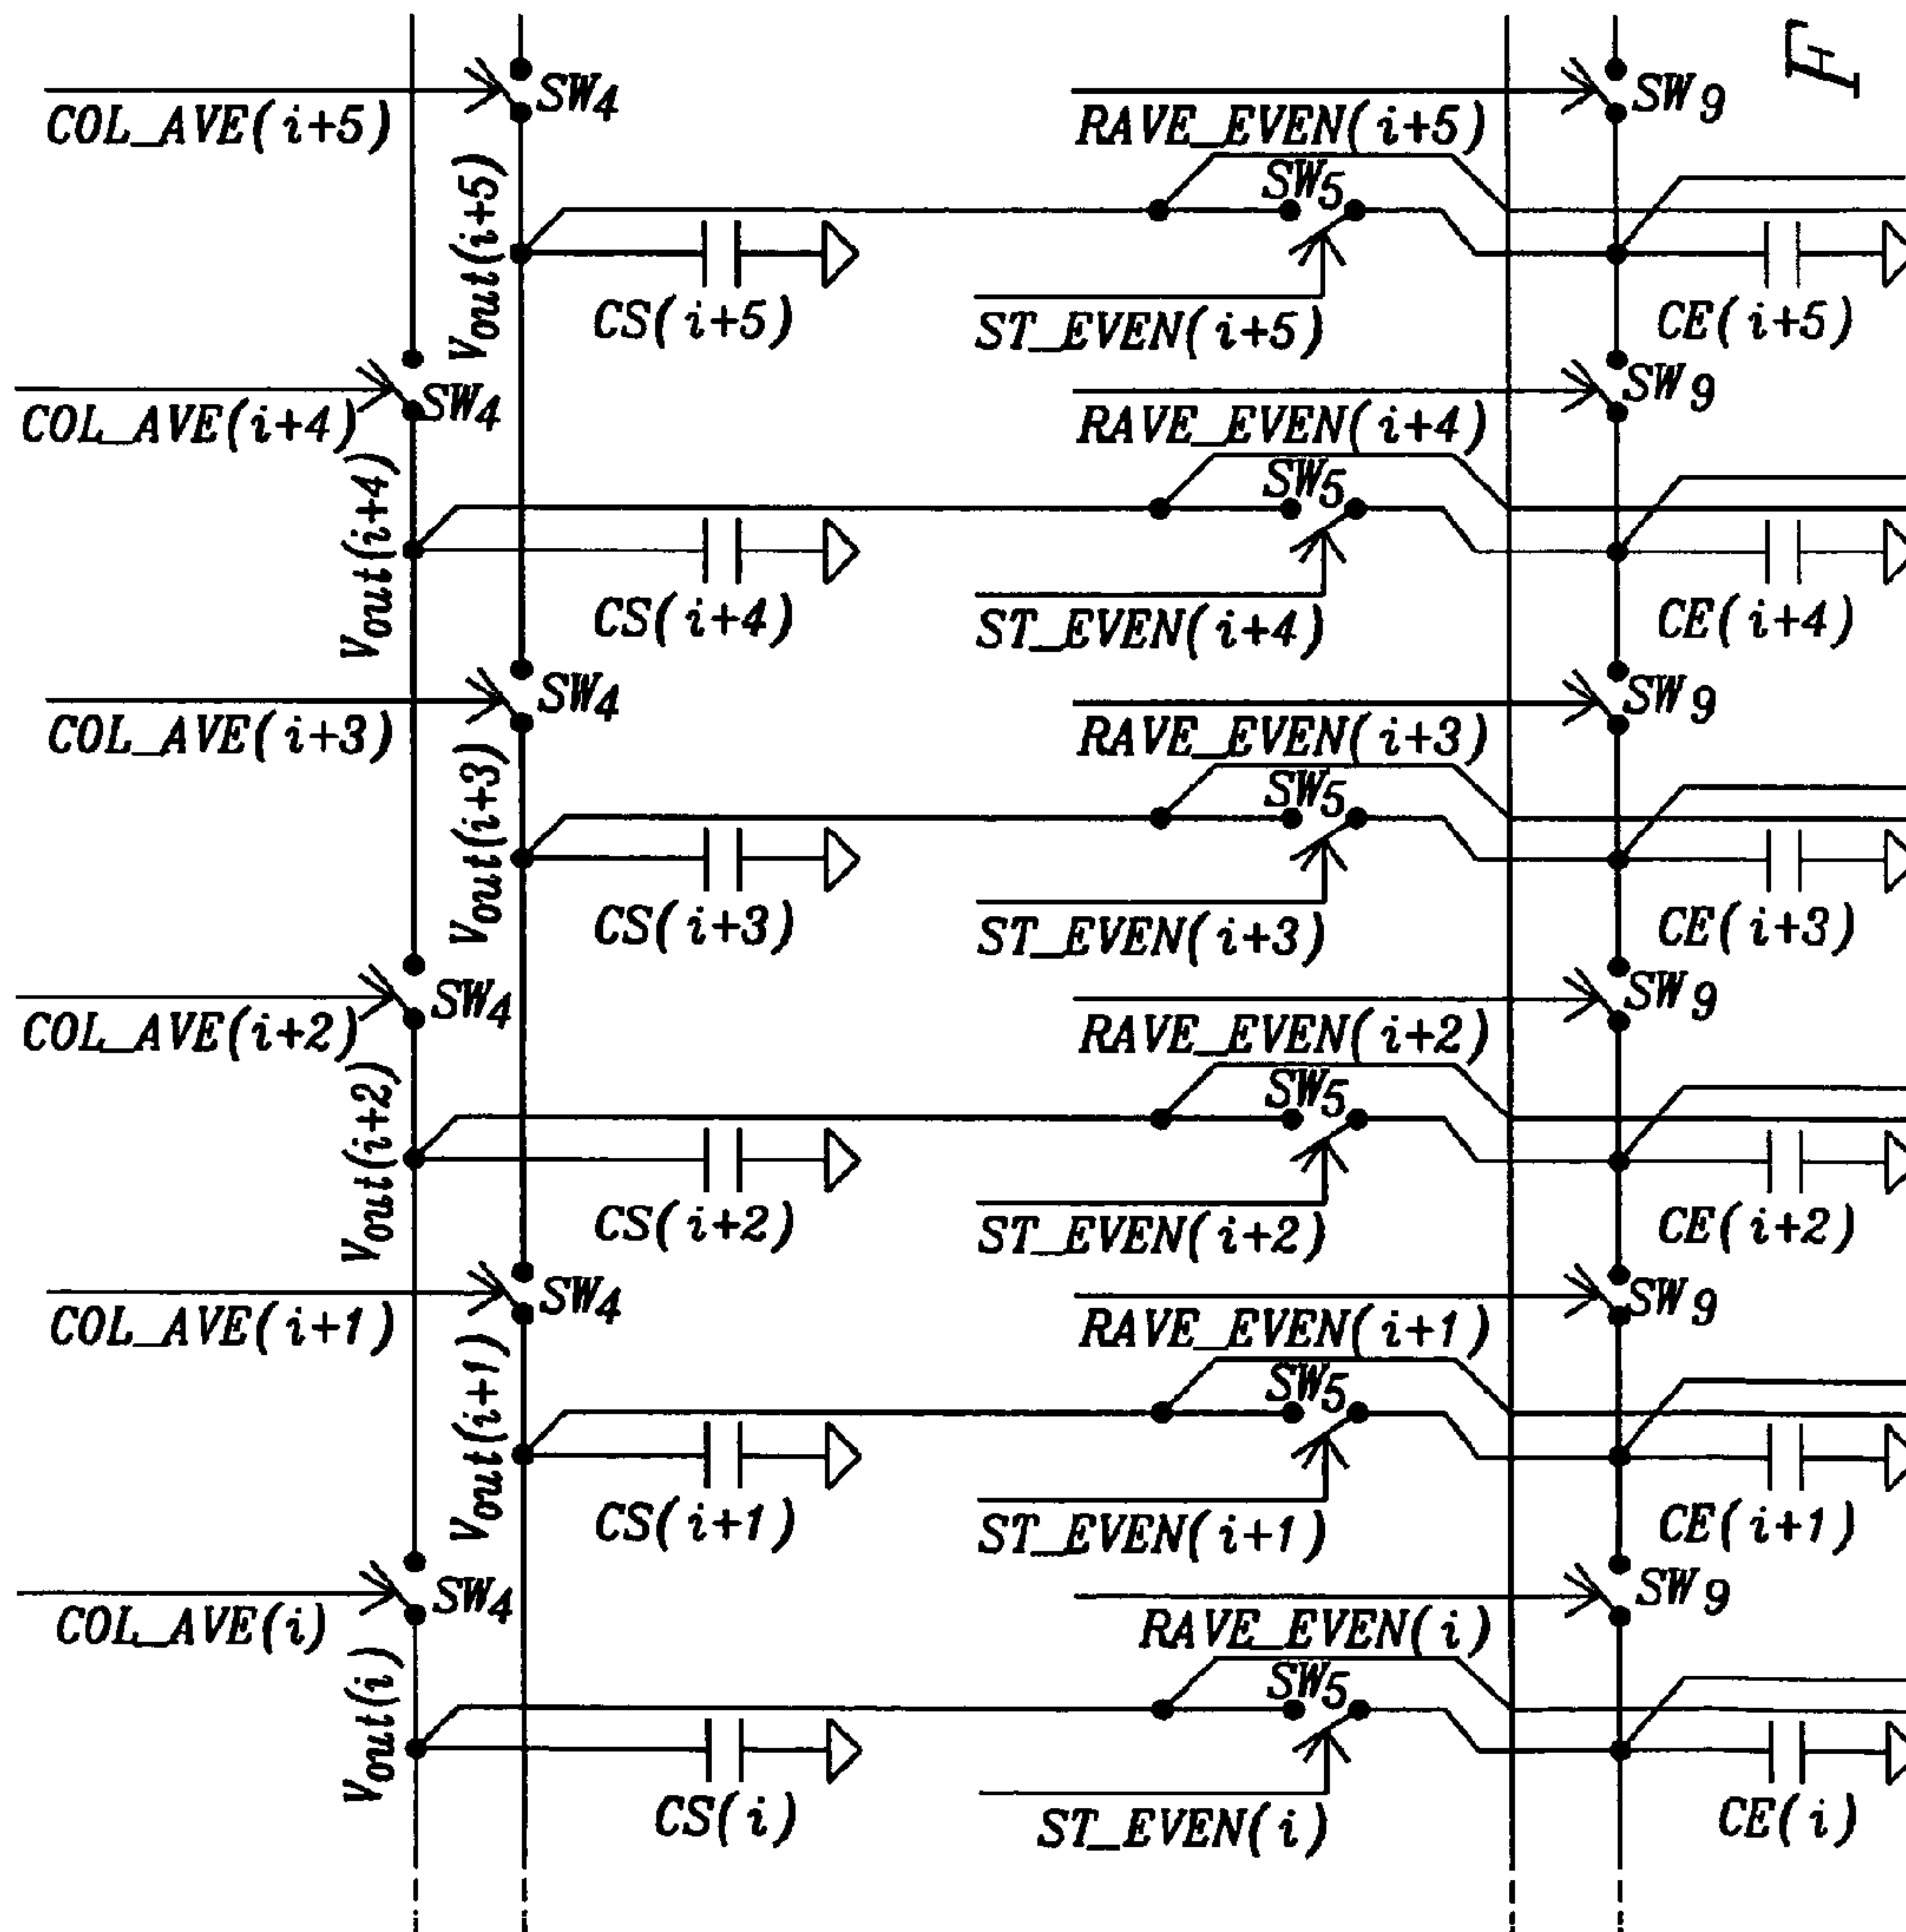 F
SW4
SW9
COL_AVE(i+5)
RAVE_EVEN(i+5)
Vout(i+5)
SW5
CS(i+5)
ST_EVEN(i+5)
CE(i+5)
SW4
SW9
COL_AVE(i+4)
RAVE_EVEN(i+4)
Vout(i+4)
SW5
CS(i+4)
ST_EVEN(i+4)
CE(i+4)
SW4
SW9
COL_AVE(i+3)
RAVE_EVEN(i+3)
Vout(i+3)
SW5
CS(i+3)
ST_EVEN(i+3)
CE(i+3)
SW4
SW9
COL_AVE(i+2)
RAVE_EVEN(i+2)
Vout(i+2)
SW5
CS(i+2)
ST_EVEN(i+2)
CE(i+2)
SW4
SW9
COL_AVE(i+1)
RAVE_EVEN(i+1)
Vout(i+1)
SW5
CS(i+1)
ST_EVEN(i+1)
CE(i+1)
SW4
SW9
COL_AVE(i)
RAVE_EVEN(i)
Vout(i)
SW5
CS(i)
ST_EVEN(i)
CE(i)